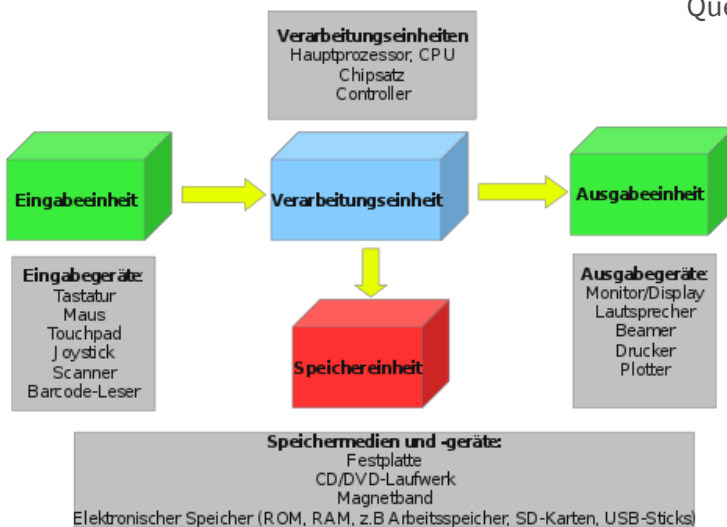 Que
Verarbeitungseinheiten
Hauptprozessor, CPU
Chipsatz
Controller
Eingabeeinheit
Verarbeitungseinheit
Ausgabeeinheit
Eingabegeräte:
Tastatur
Maus
Touchpad
Joystick
Scanner
Barcode-Leser
Speichereinheit
Ausgabegeräte:
Monitor/Display
Lautsprecher
Beamer
Drucker
Plotter
Speichermedien und -geräte:
Festplatte
CD/DVD-Laufwerk
Magnetband
Elektronischer Speicher (ROM, RAM, z.B Arbeitsspeicher, SD-Karten, USB-Sticks)